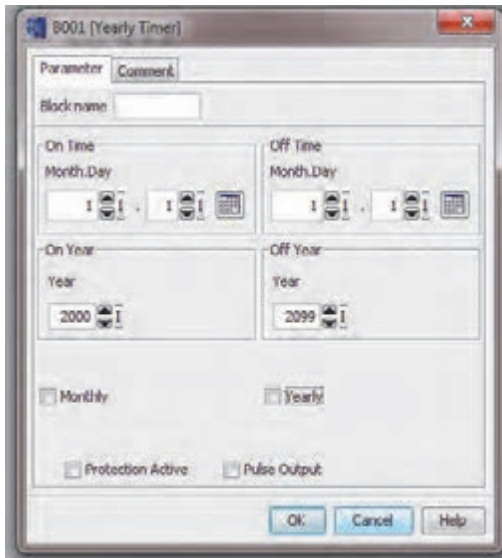 B001 [Yearly Timer]
Parameter Comment
Block name
On Time Off Time
Month.Day Month.Day
1 . 1 1 . 1
On Year Off Year
Year Year
2000 2099
Monthly Yearly
Protection Active Pulse Output
OK Cancel Help